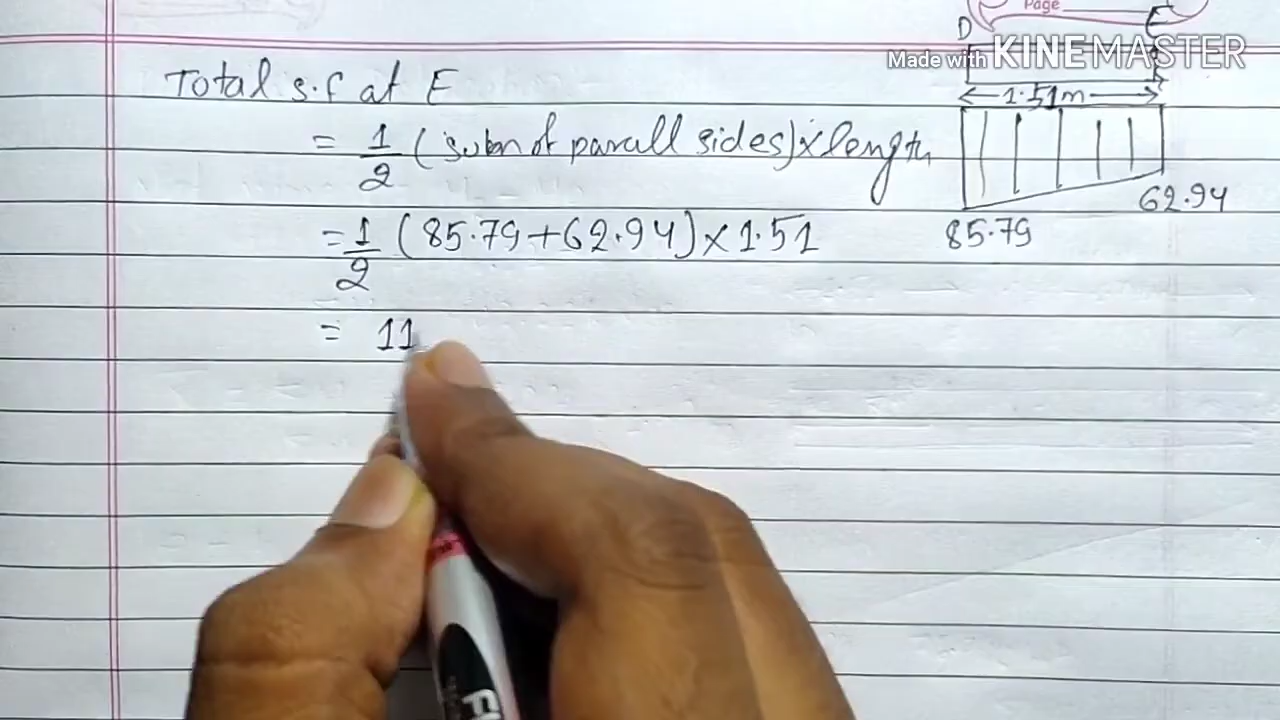 Page
D E
Made with KINEMASTER
Total s.f at E
1.51m
= 1/2 (sum of parall sides) × length
62.94
= 1/2 (85.79 + 62.94) × 1.51
85.79
= 11